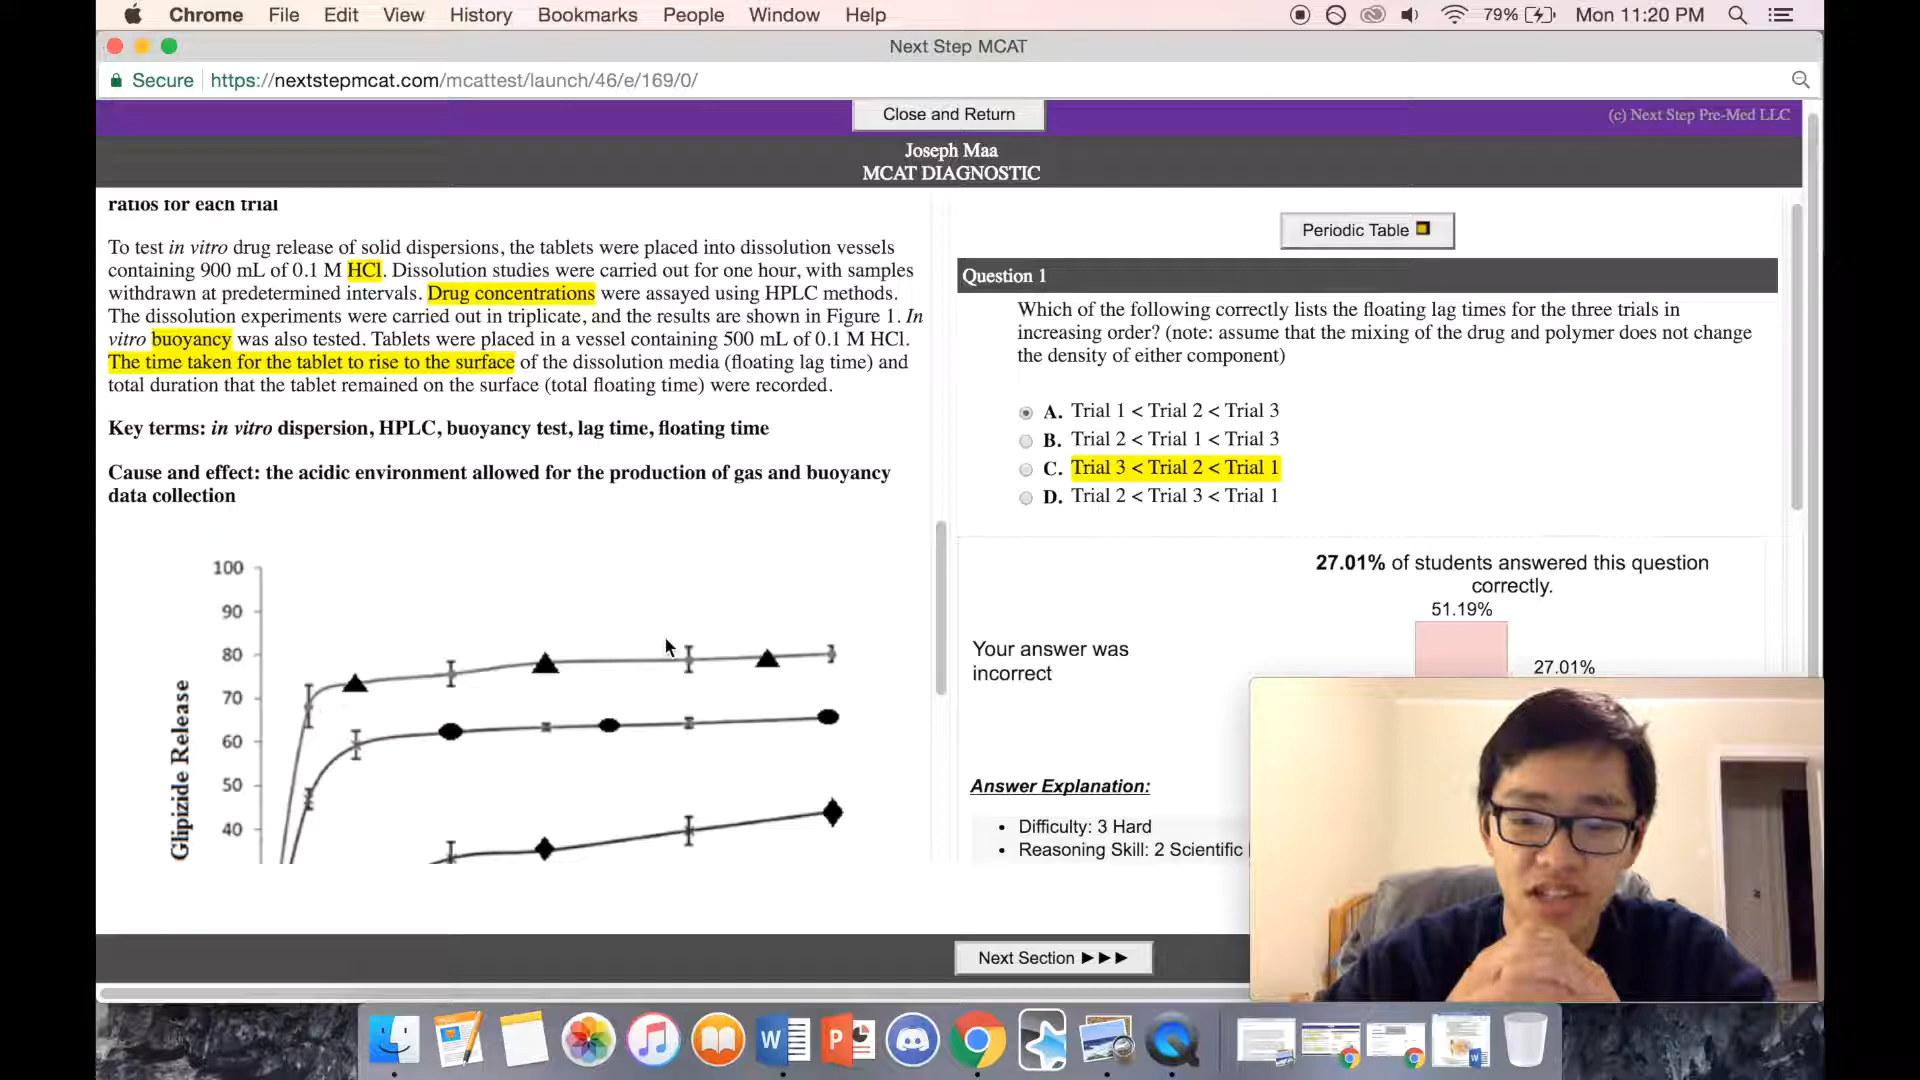 Chrome File Edit View History Bookmarks People Window Help
79% Mon 11:20 PM
Next Step MCAT
Secure https://nextstepmcat.com/mcattest/launch/46/e/169/0/
Close and Return
(c) Next Step Pre-Med LLC
Joseph Maa
MCAT DIAGNOSTIC
ratios for each trial
To test in vitro drug release of solid dispersions, the tablets were placed into dissolution vessels
containing 900 mL of 0.1 M HCl. Dissolution studies were carried out for one hour, with samples
withdrawn at predetermined intervals. Drug concentrations were assayed using HPLC methods.
The dissolution experiments were carried out in triplicate, and the results are shown in Figure 1. In
vitro buoyancy was also tested. Tablets were placed in a vessel containing 500 mL of 0.1 M HCl.
The time taken for the tablet to rise to the surface of the dissolution media (floating lag time) and
total duration that the tablet remained on the surface (total floating time) were recorded.
Key terms: in vitro dispersion, HPLC, buoyancy test, lag time, floating time
Cause and effect: the acidic environment allowed for the production of gas and buoyancy
data collection
100
90
80
70
60
50
40
Glipizide Release
Periodic Table
Question 1
Which of the following correctly lists the floating lag times for the three trials in
increasing order? (note: assume that the mixing of the drug and polymer does not change
the density of either component)
A. Trial 1 < Trial 2 < Trial 3
B. Trial 2 < Trial 1 < Trial 3
C. Trial 3 < Trial 2 < Trial 1
D. Trial 2 < Trial 3 < Trial 1
27.01% of students answered this question
correctly.
51.19%
27.01%
Your answer was
incorrect
Answer Explanation:
• Difficulty: 3 Hard
• Reasoning Skill: 2 Scientific
Next Section ►►►
W
P